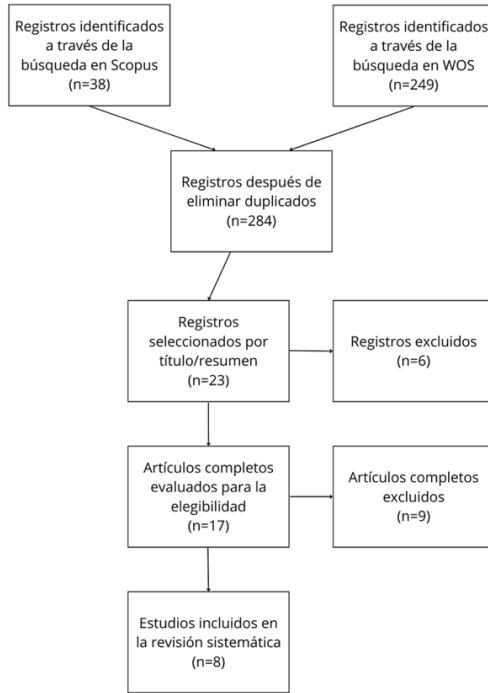 Registros identificados
a través de la
búsqueda en Scopus
(n=38)
Registros identificados
a través de la
búsqueda en WOS
(n=249)
Registros después de
eliminar duplicados
(n=284)
Registros
seleccionados por
título/resumen
(n=23)
Registros excluidos
(n=6)
Artículos completos
evaluados para la
elegibilidad
(n=17)
Artículos completos
excluidos
(n=9)
Estudios incluidos en
la revisión sistemática
(n=8)